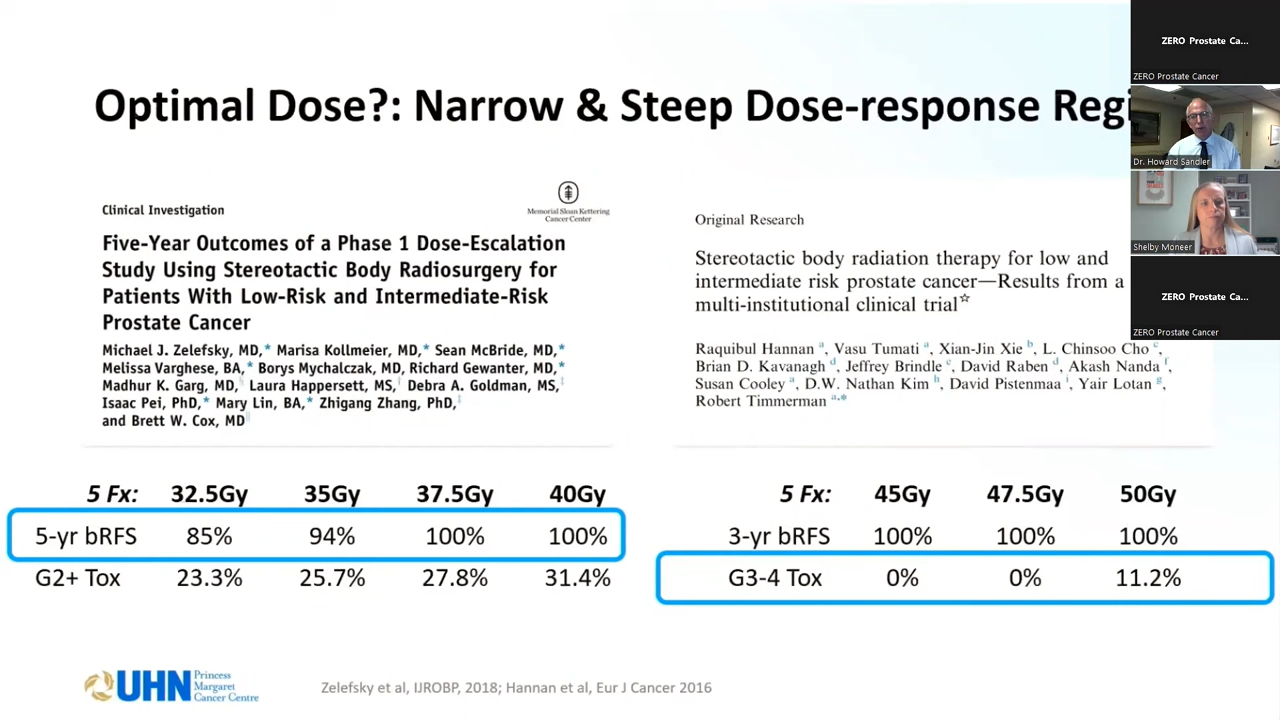 Optimal Dose?: Narrow & Steep Dose-response Regi
Clinical Investigation
Memorial Sloan Kettering
Cancer Center
Five-Year Outcomes of a Phase 1 Dose-Escalation
Study Using Stereotactic Body Radiosurgery for
Patients With Low-Risk and Intermediate-Risk
Prostate Cancer
Michael J. Zelefsky, MD,* Marisa Kollmeier, MD,* Sean McBride, MD,*
Melissa Varghese, BA,* Borys Mychalczak, MD, Richard Gewanter, MD,*
Madhur K. Garg, MD,§ Laura Happersett, MS,† Debra A. Goldman, MS,‡
Isaac Pei, PhD,* Mary Lin, BA,* Zhigang Zhang, PhD,‡
and Brett W. Cox, MD‖
5 Fx: 32.5Gy 35Gy 37.5Gy 40Gy
5-yr bRFS 85% 94% 100% 100%
G2+ Tox 23.3% 25.7% 27.8% 31.4%
Original Research
Stereotactic body radiation therapy for low and
intermediate risk prostate cancer—Results from a
multi-institutional clinical trial☆
Raquibul Hannan a, Vasu Tumati a, Xian-Jin Xie b, L. Chinsoo Cho c,
Brian D. Kavanagh d, Jeffrey Brindle e, David Raben d, Akash Nanda f,
Susan Cooley a, D.W. Nathan Kim h, David Pistenmaa i, Yair Lotan g,
Robert Timmerman a,*
5 Fx: 45Gy 47.5Gy 50Gy
3-yr bRFS 100% 100% 100%
G3-4 Tox 0% 0% 11.2%
UHN Princess
Margaret
Cancer Centre
Zelefsky et al, IJROBP, 2018; Hannan et al, Eur J Cancer 2016
ZERO Prostate Ca...
ZERO Prostate Cancer
Dr. Howard Sandler
Shelby Moneer
ZERO Prostate Ca...
ZERO Prostate Cancer